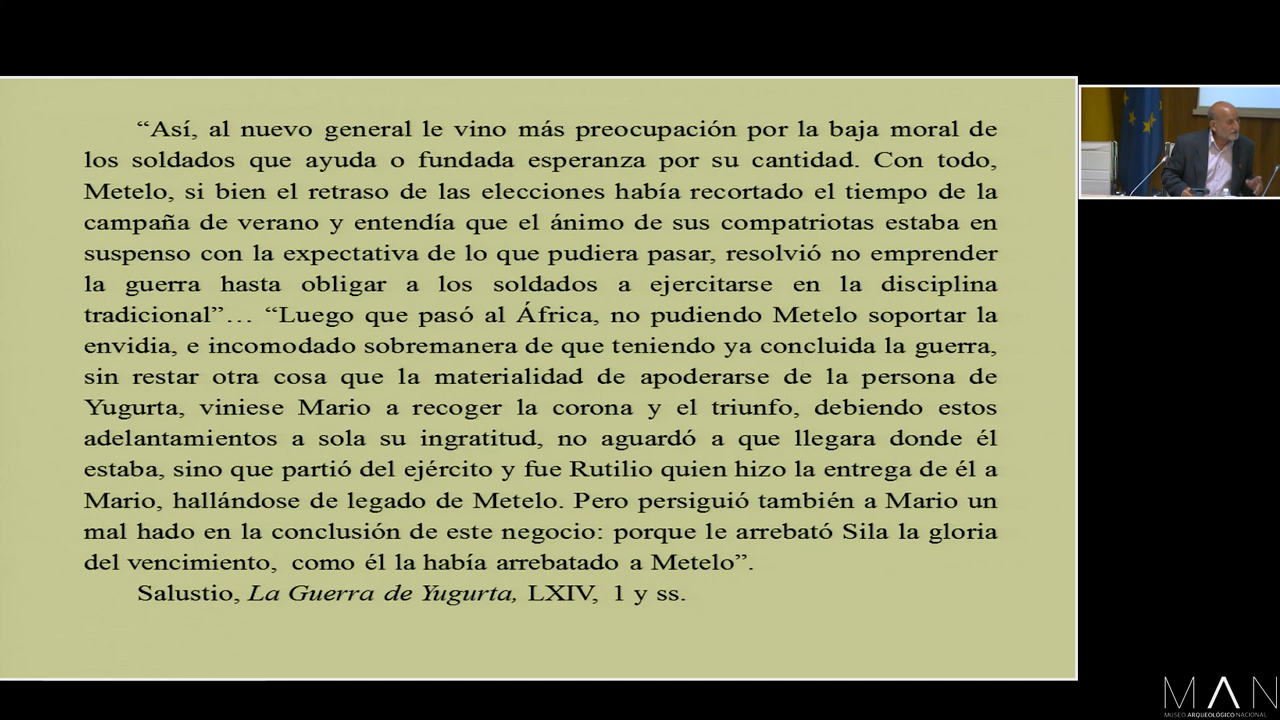 “Así, al nuevo general le vino más preocupación por la baja moral de
los soldados que ayuda o fundada esperanza por su cantidad. Con todo,
Metelo, si bien el retraso de las elecciones había recortado el tiempo de la
campaña de verano y entendía que el ánimo de sus compatriotas estaba en
suspenso con la expectativa de lo que pudiera pasar, resolvió no emprender
la guerra hasta obligar a los soldados a ejercitarse en la disciplina
tradicional”… “Luego que pasó al África, no pudiendo Metelo soportar la
envidia, e incomodado sobremanera de que teniendo ya concluida la guerra,
sin restar otra cosa que la materialidad de apoderarse de la persona de
Yugurta, viniese Mario a recoger la corona y el triunfo, debiendo estos
adelantamientos a sola su ingratitud, no aguardó a que llegara donde él
estaba, sino que partió del ejército y fue Rutilio quien hizo la entrega de él a
Mario, hallándose de legado de Metelo. Pero persiguió también a Mario un
mal hado en la conclusión de este negocio: porque le arrebató Sila la gloria
del vencimiento, como él la había arrebatado a Metelo”.
Salustio, La Guerra de Yugurta, LXIV, 1 y ss.
MAN
MUSEO ARQUEOLÓGICO NACIONAL